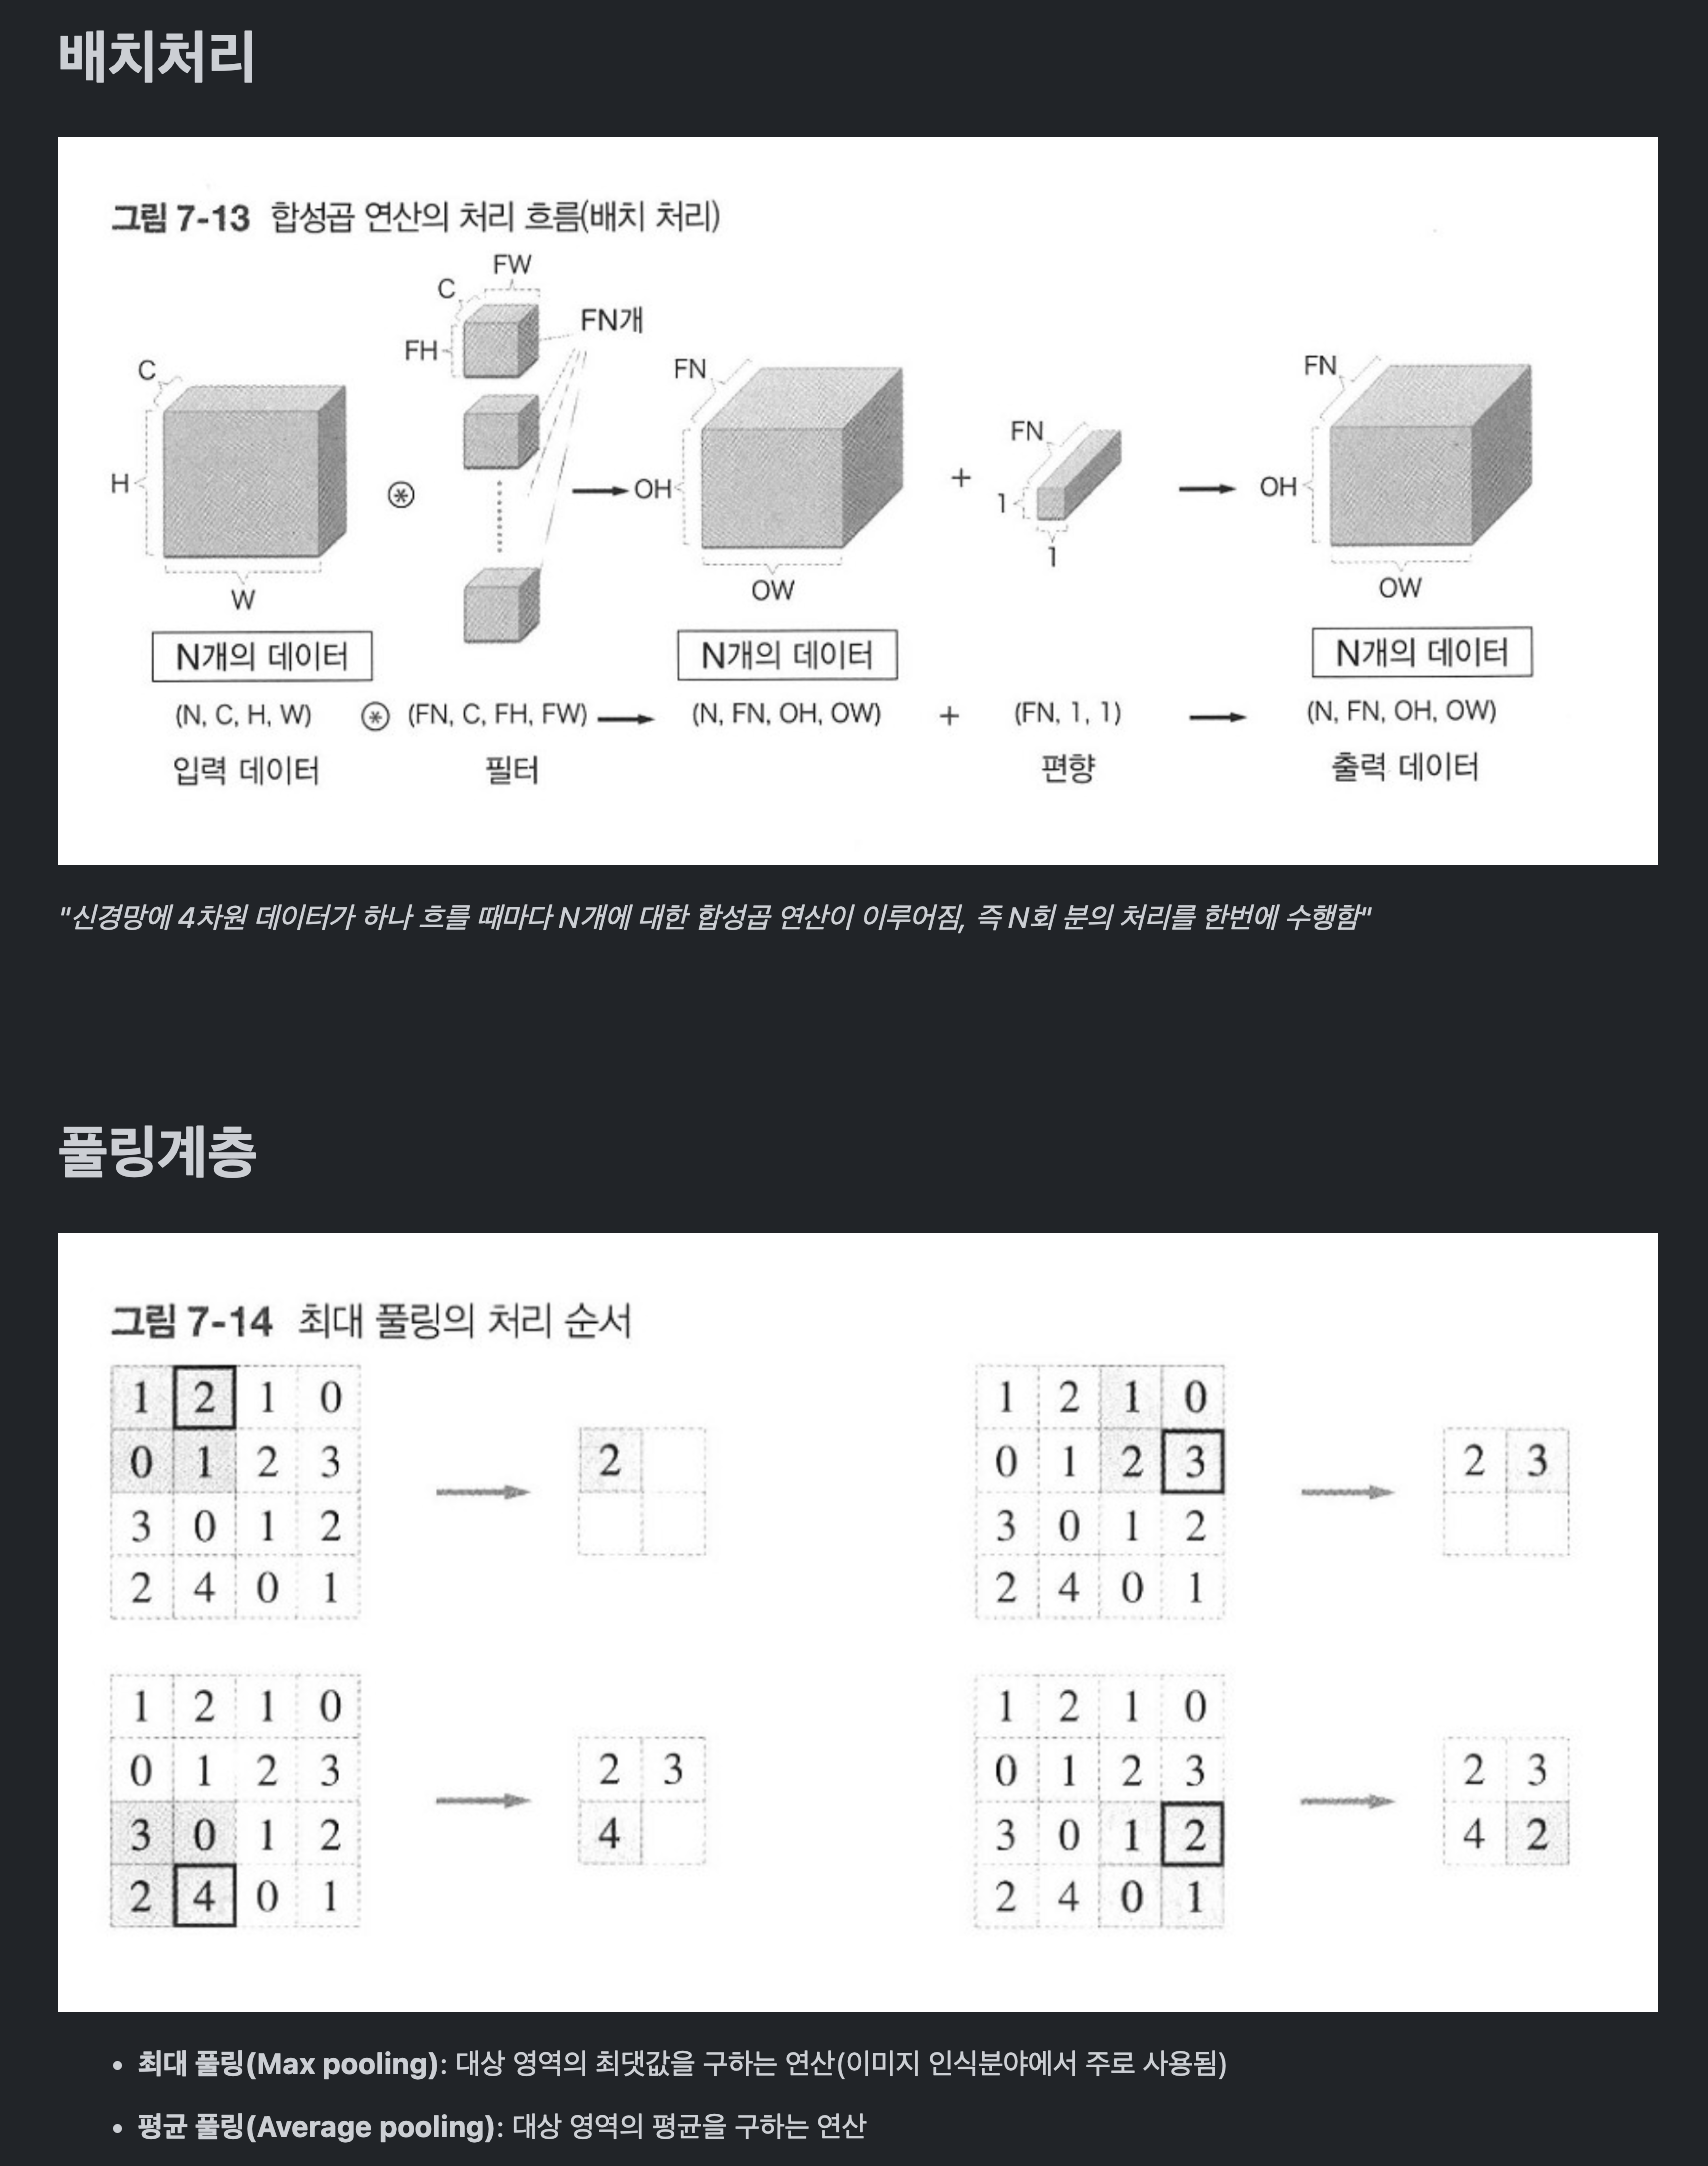 배치처리
그림 7-13 합성곱 연산의 처리 흐름(배치 처리)
FW
C
FH
FN개
C
H
W
⊛
FN
OH
OW
+
FN
1
1
FN
OH
OW
N개의 데이터 N개의 데이터 N개의 데이터
(N, C, H, W) ⊛ (FN, C, FH, FW) → (N, FN, OH, OW) + (FN, 1, 1) → (N, FN, OH, OW)
입력 데이터 필터 편향 출력 데이터
"신경망에 4차원 데이터가 하나 흐를 때마다 N개에 대한 합성곱 연산이 이루어짐, 즉 N회 분의 처리를 한번에 수행함"
풀링계층
그림 7-14 최대 풀링의 처리 순서
1 2 1 0
0 1 2 3
3 0 1 2
2 4 0 1
2
1 2 1 0
0 1 2 3
3 0 1 2
2 4 0 1
2 3
1 2 1 0
0 1 2 3
3 0 1 2
2 4 0 1
2 3
4
1 2 1 0
0 1 2 3
3 0 1 2
2 4 0 1
2 3
4 2
• 최대 풀링(Max pooling): 대상 영역의 최댓값을 구하는 연산(이미지 인식분야에서 주로 사용됨)
• 평균 풀링(Average pooling): 대상 영역의 평균을 구하는 연산